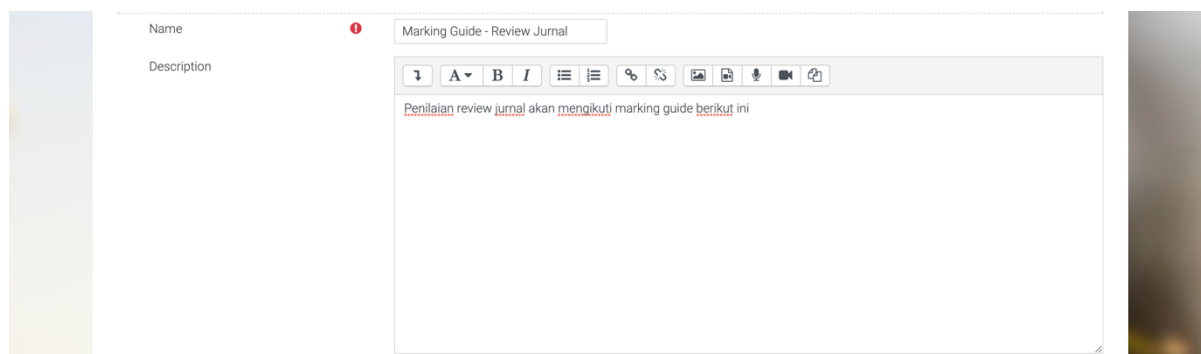 Name
Marking Guide - Review Jurnal
Description
A B I
Penilaian review jurnal akan mengikuti marking guide berikut ini